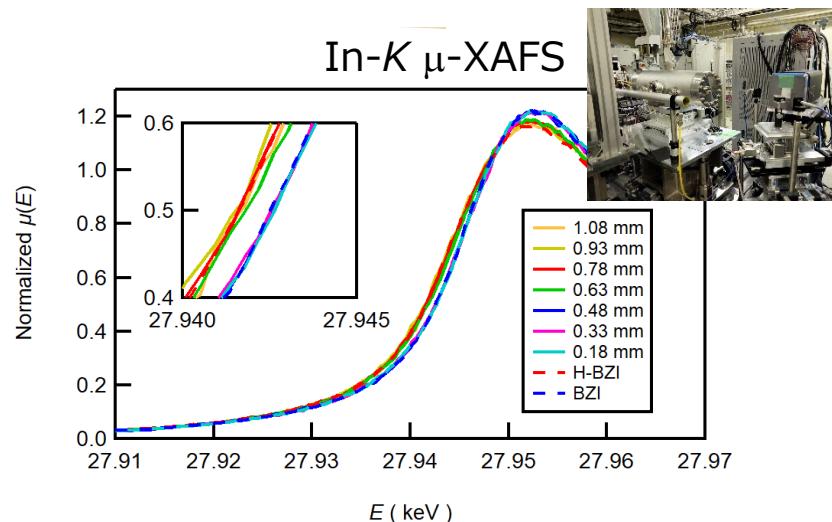 In-K μ-XAFS
Normalized μ(E)
1.2
1.0
0.8
0.6
0.4
0.2
0.0
0.6
0.5
0.4
27.940
27.945
1.08 mm
0.93 mm
0.78 mm
0.63 mm
0.48 mm
0.33 mm
0.18 mm
H-BZI
BZI
27.91
27.92
27.93
27.94
27.95
27.96
27.97
E ( keV )